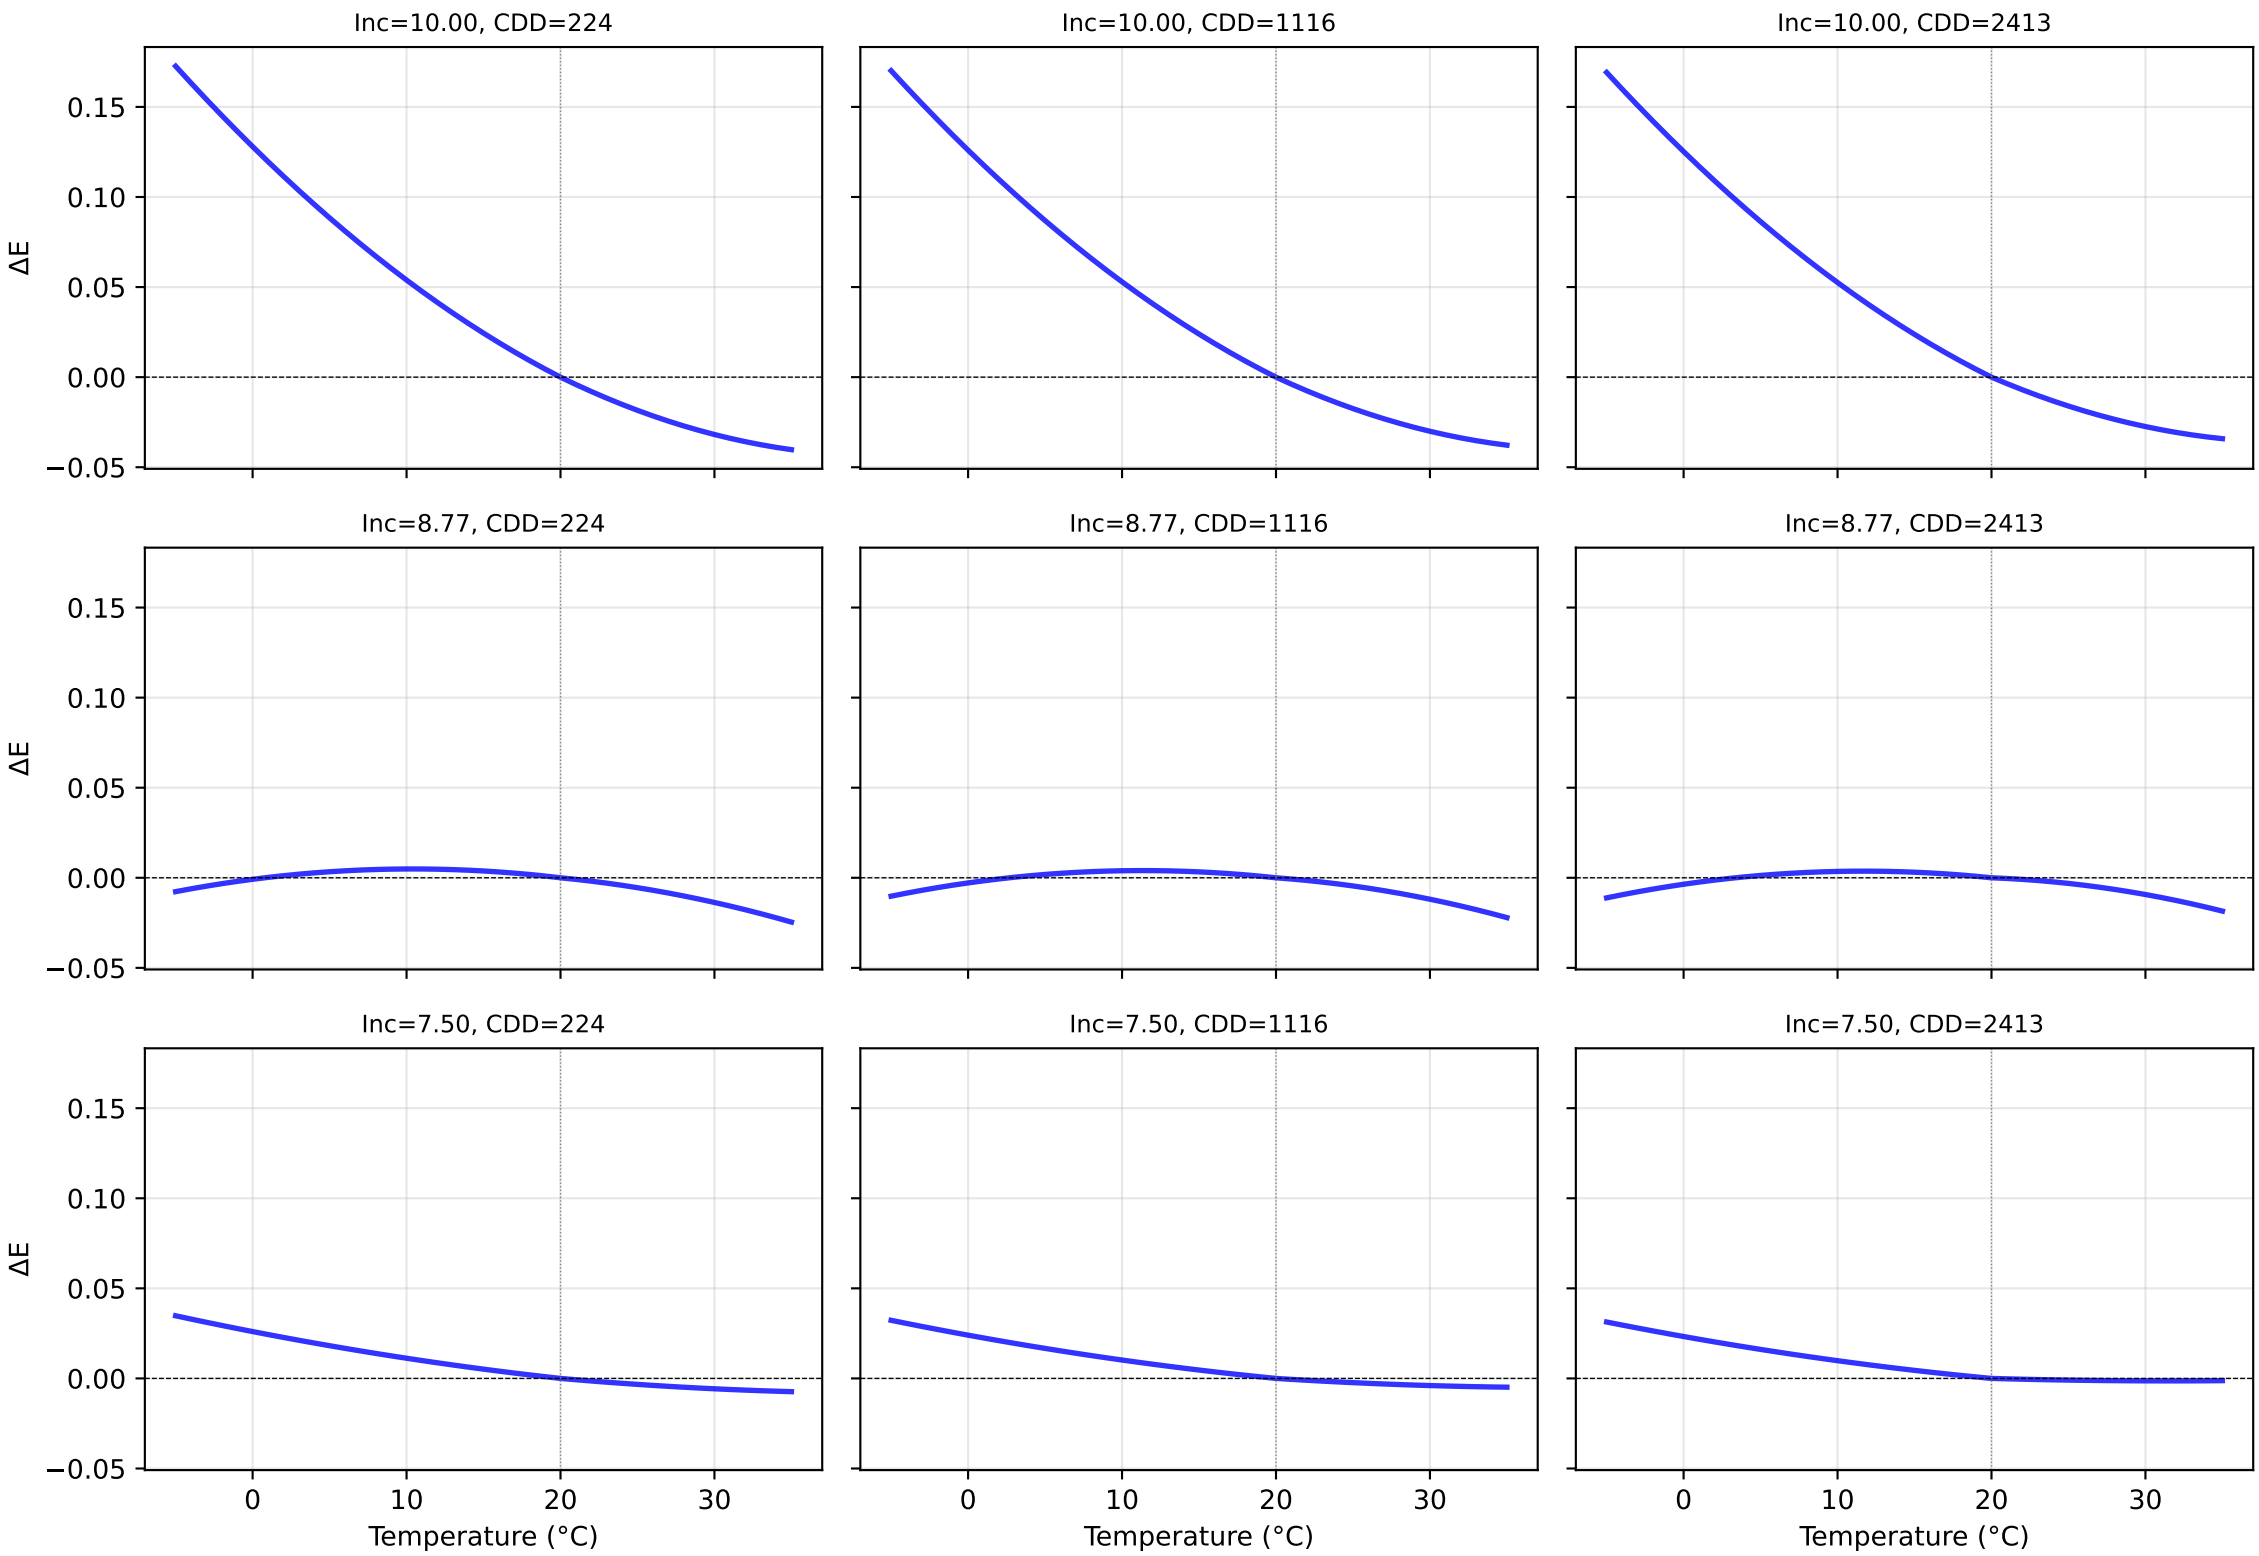 Inc=10.00, CDD=224
Inc=10.00, CDD=1116
Inc=10.00, CDD=2413
ΔE
0.15
0.10
0.05
0.00
−0.05
Inc=8.77, CDD=224
Inc=8.77, CDD=1116
Inc=8.77, CDD=2413
ΔE
0.15
0.10
0.05
0.00
−0.05
Inc=7.50, CDD=224
Inc=7.50, CDD=1116
Inc=7.50, CDD=2413
ΔE
0.15
0.10
0.05
0.00
−0.05
0 10 20 30
0 10 20 30
0 10 20 30
Temperature (°C)
Temperature (°C)
Temperature (°C)